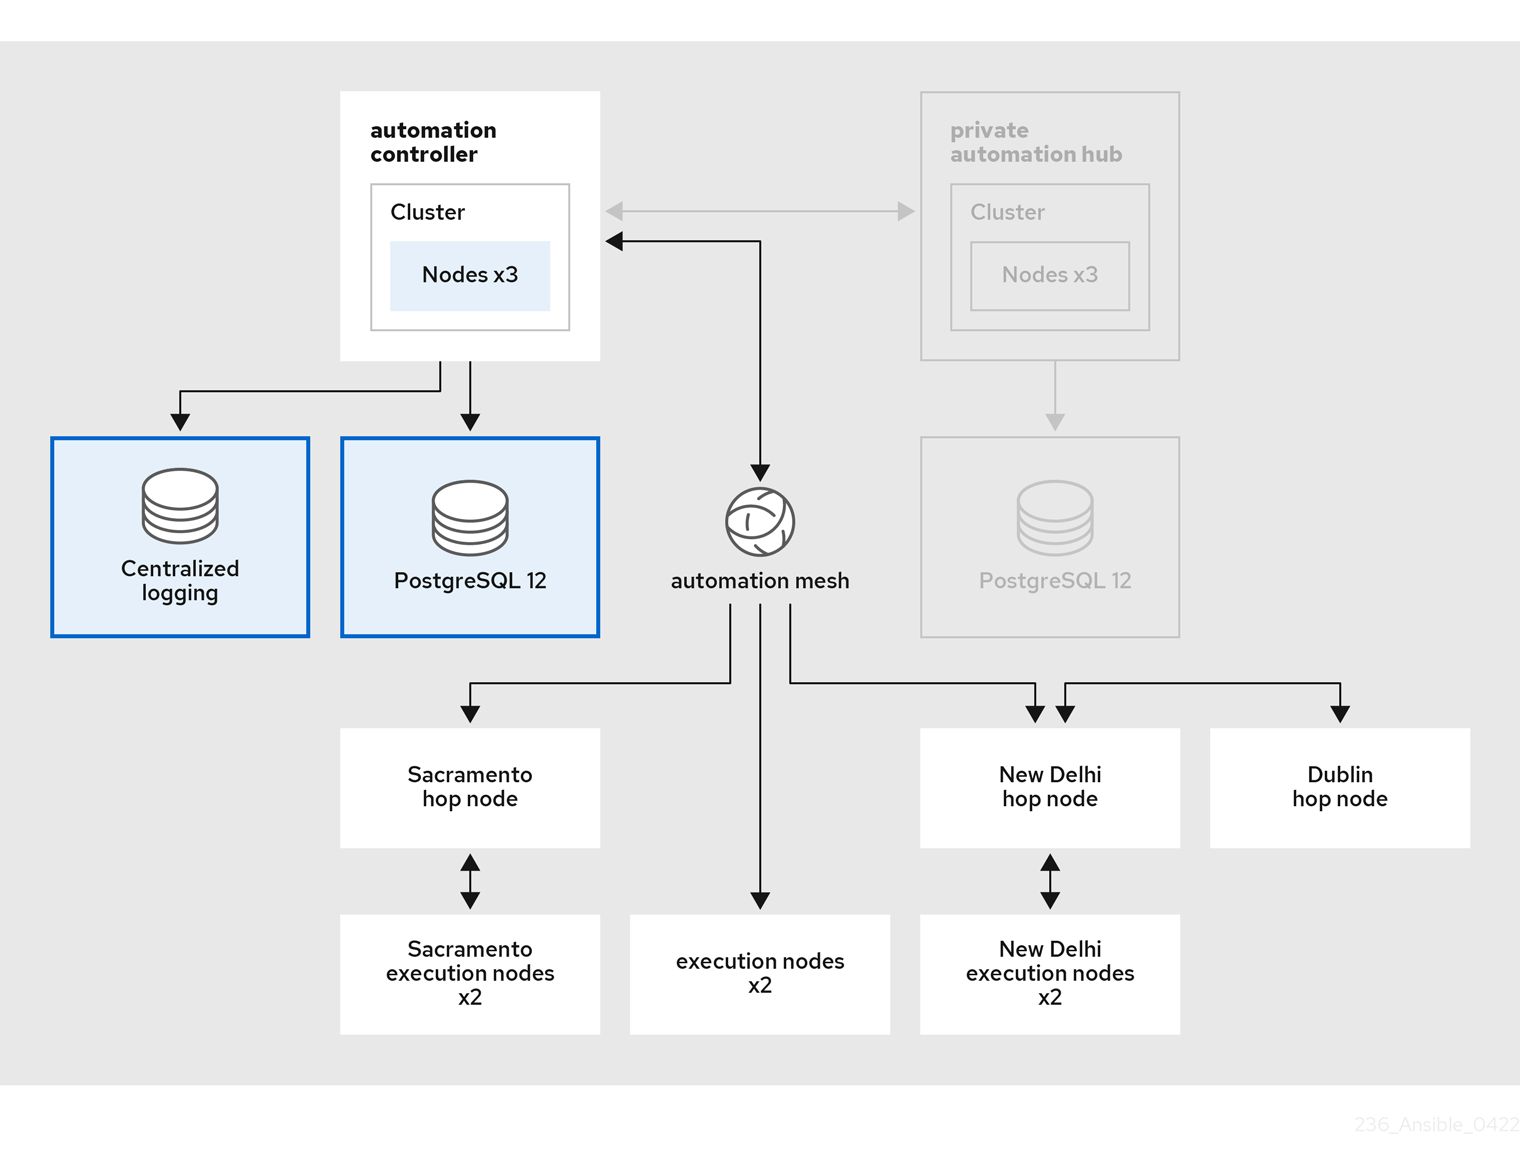 automation
controller
Cluster
Nodes x3
private
automation hub
Cluster
Nodes x3
Centralized
logging
PostgreSQL 12
automation mesh
PostgreSQL 12
Sacramento
hop node
New Delhi
hop node
Dublin
hop node
Sacramento
execution nodes
x2
execution nodes
x2
New Delhi
execution nodes
x2
236_Ansible_0422